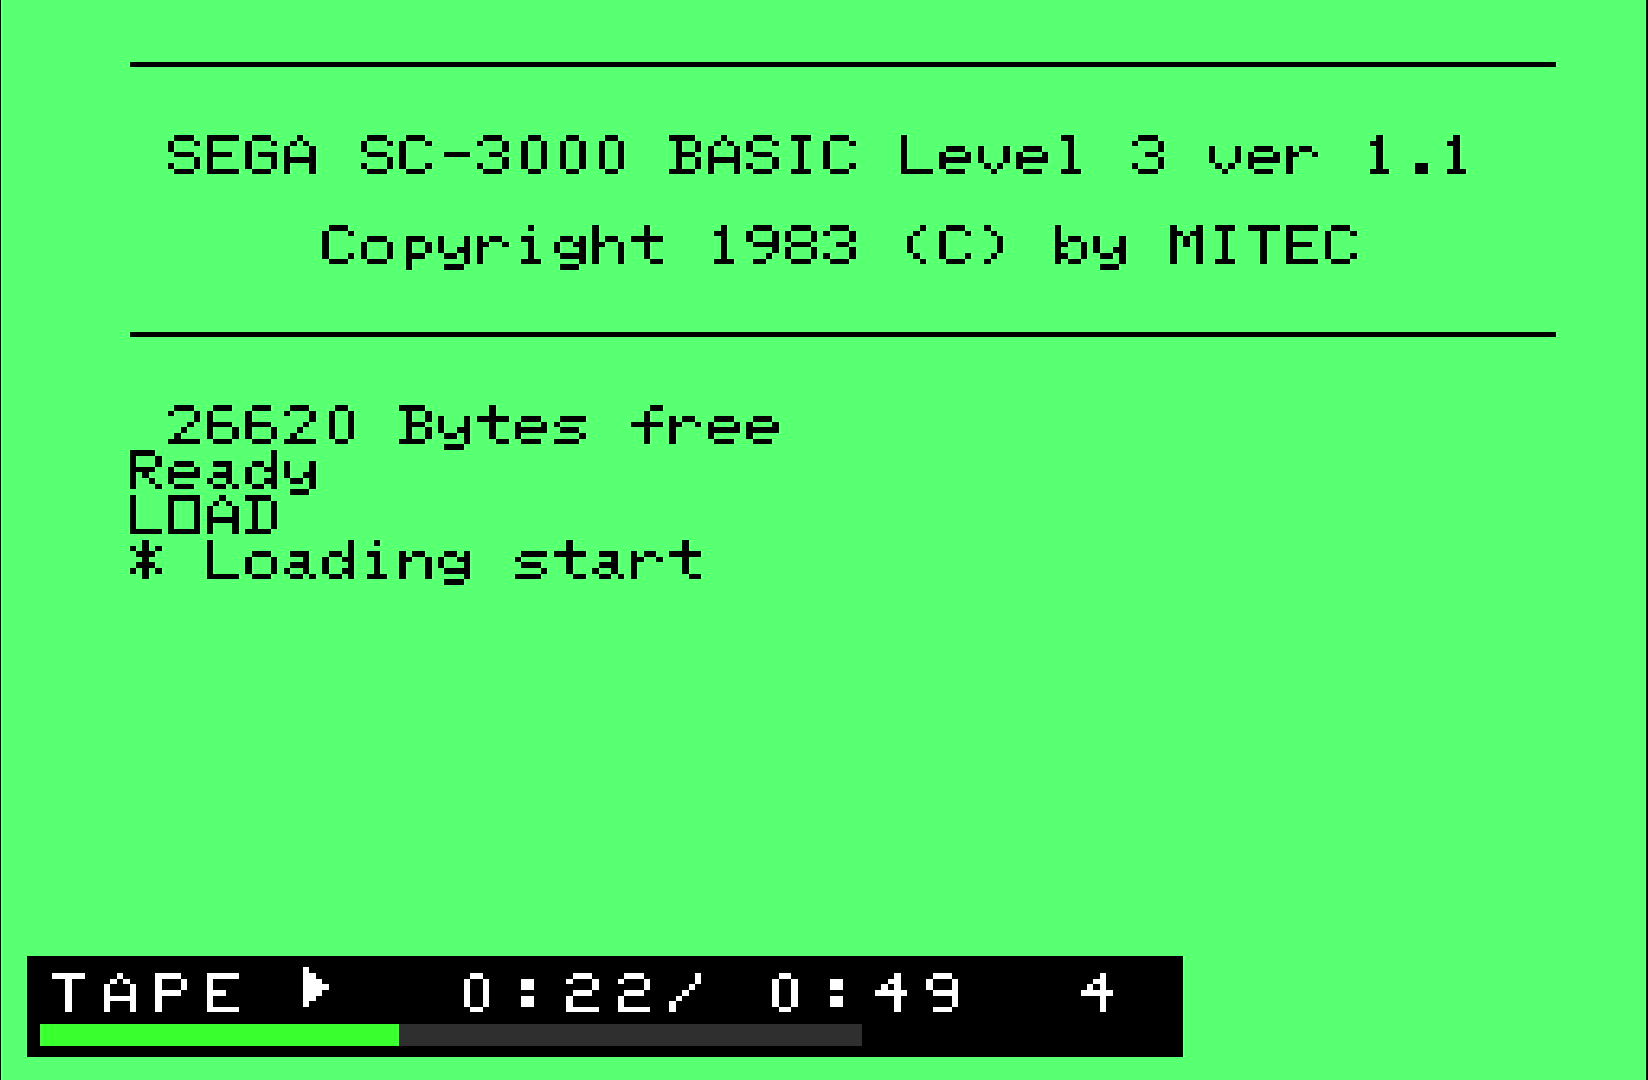 SEGA SC-3000 BASIC Level 3 ver 1.1
Copyright 1983 (C) by MITEC
26620 Bytes free
Ready
LOAD
* Loading start
TAPE ▶ 0:22/ 0:49 4